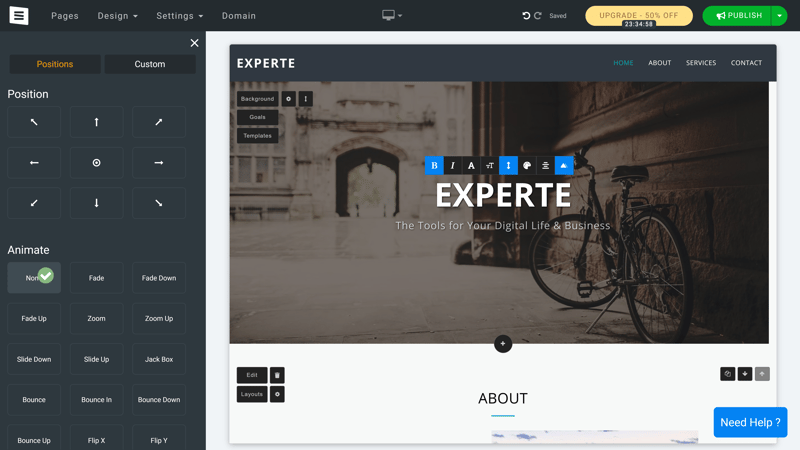 Pages Design Settings Domain Saved UPGRADE - 50% OFF PUBLISH
23:34:58
Positions Custom
Position
Animate
None Fade Fade Down
Fade Up Zoom Zoom Up
Slide Down Slide Up Jack Box
Bounce Bounce In Bounce Down
Bounce Up Flip X Flip Y
EXPERTE HOME ABOUT SERVICES CONTACT
Background
Goals
Templates
B I A TT
EXPERTE
The Tools for Your Digital Life & Business
Edit
Layouts
ABOUT
Need Help ?